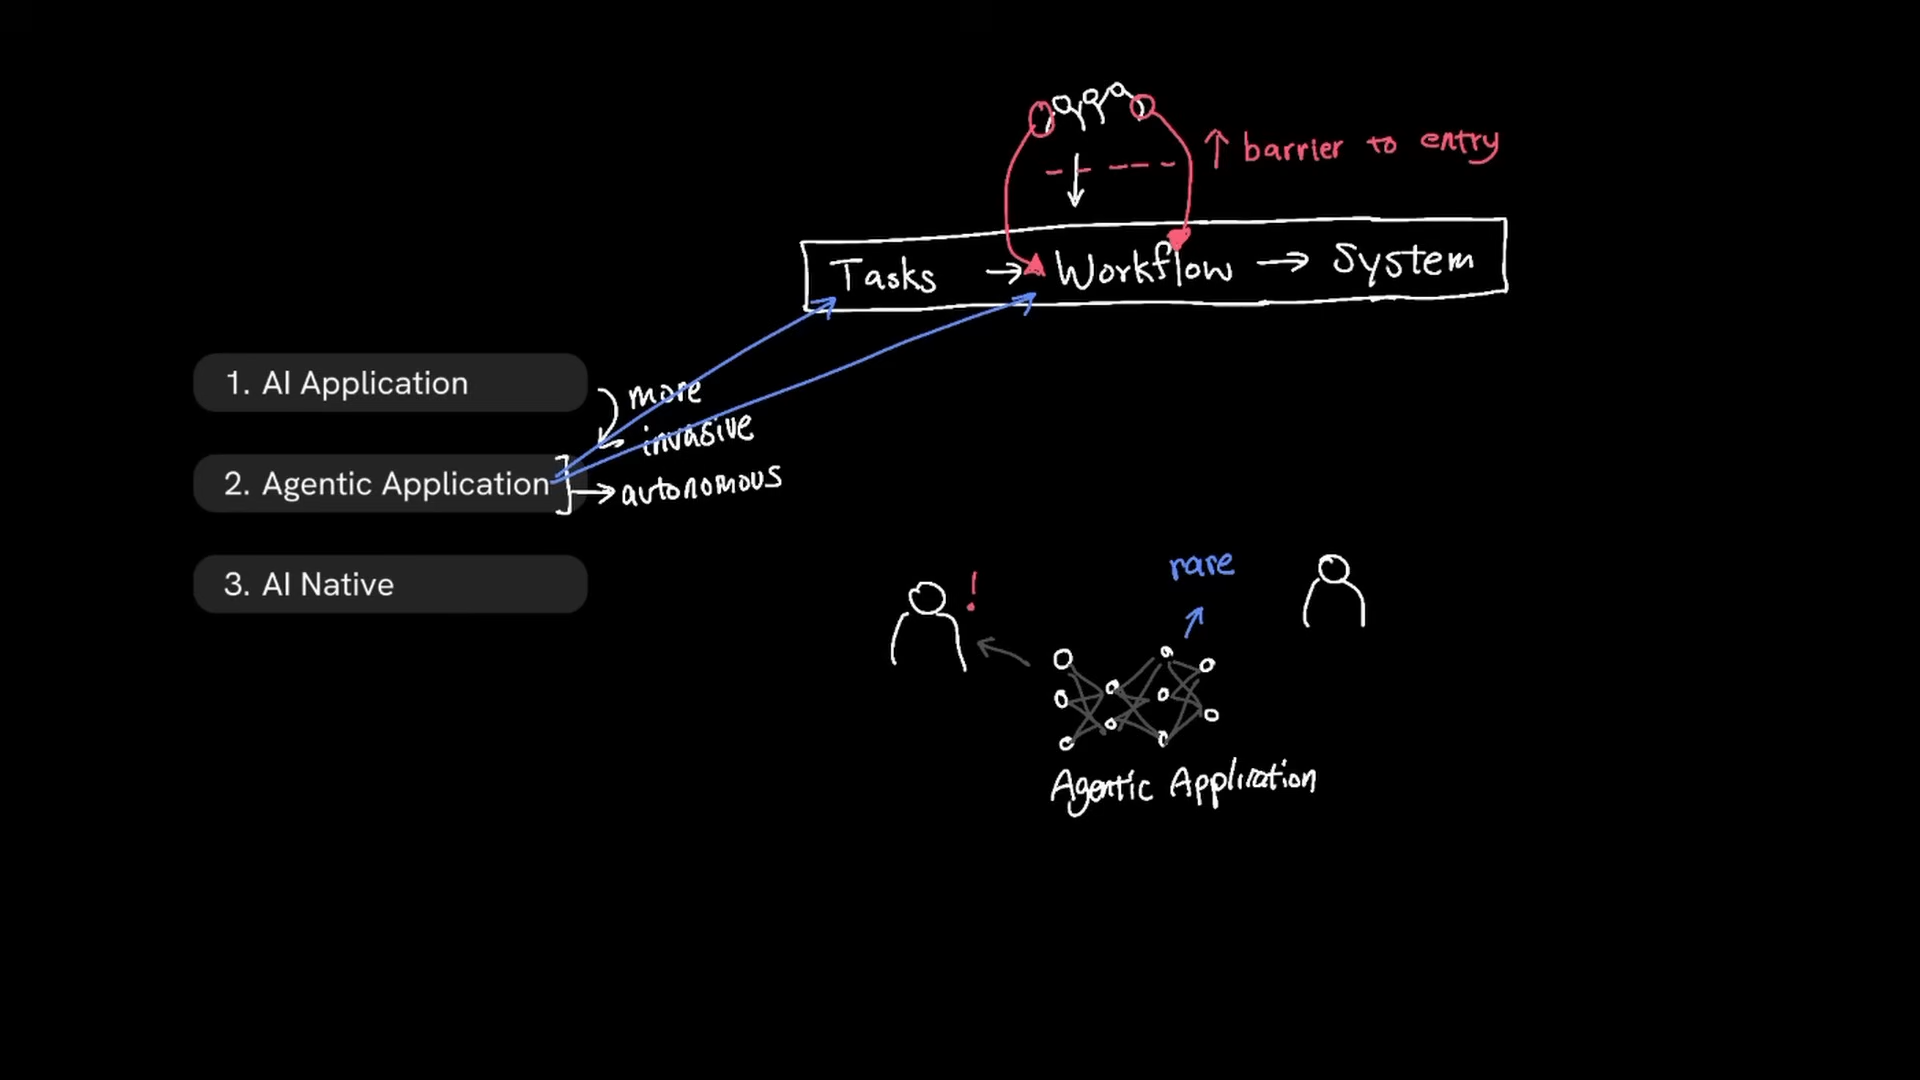 ↑ barrier to entry
Tasks → Workflow → System
1. AI Application
more
invasive
2. Agentic Application
→ autonomous
3. AI Native
!
rare
Agentic Application